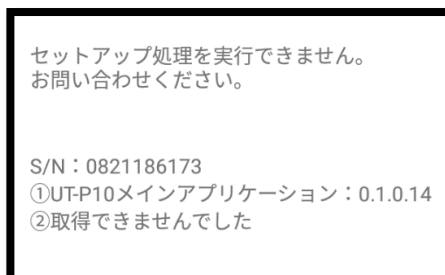 セットアップ処理を実行できません。
お問い合わせください。
S/N：0821186173
①UT-P10メインアプリケーション：0.1.0.14
②取得できませんでした